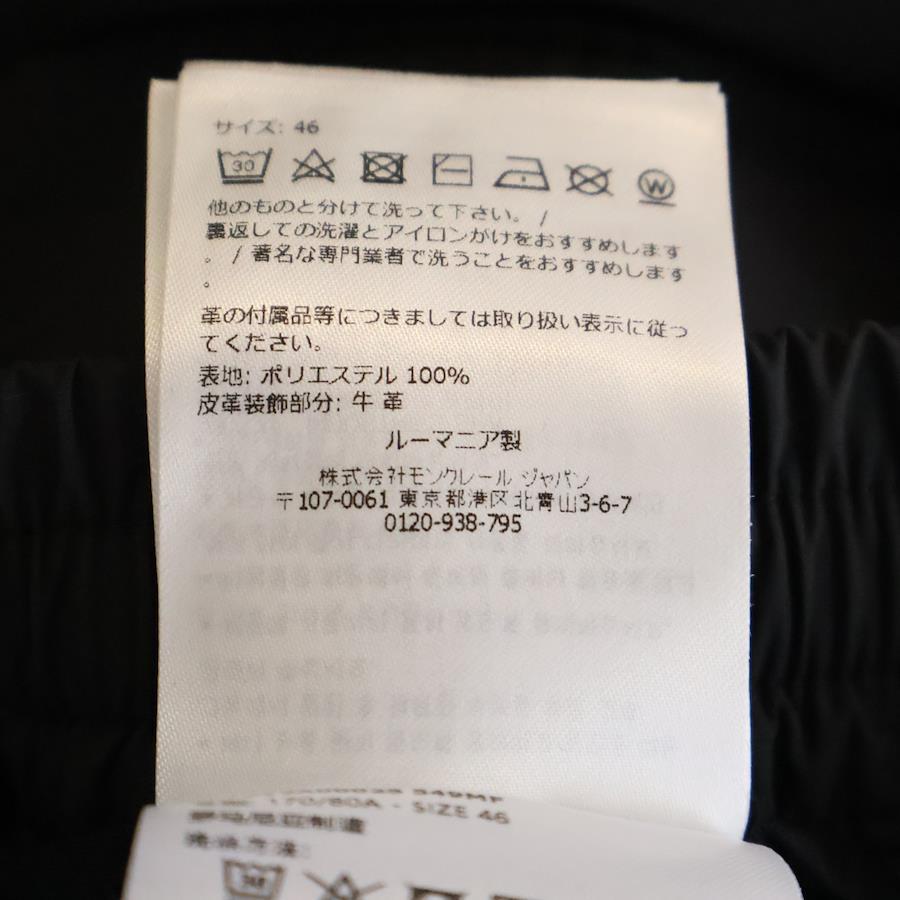 サイズ: 46
30
W
他のものと分けて洗って下さい。 /
裏返しての洗濯とアイロンがけをおすすめします
。 / 著名な専門業者で洗うことをおすすめします
。
革の付属品等につきましては取り扱い表示に従っ
てください。
表地: ポリエステル 100%
皮革装飾部分: 牛 革
ルーマニア製
株式会社モンクレール ジャパン
〒107-0061 東京都港区北青山3-6-7
0120-938-795
170/80A - SIZE 46
30